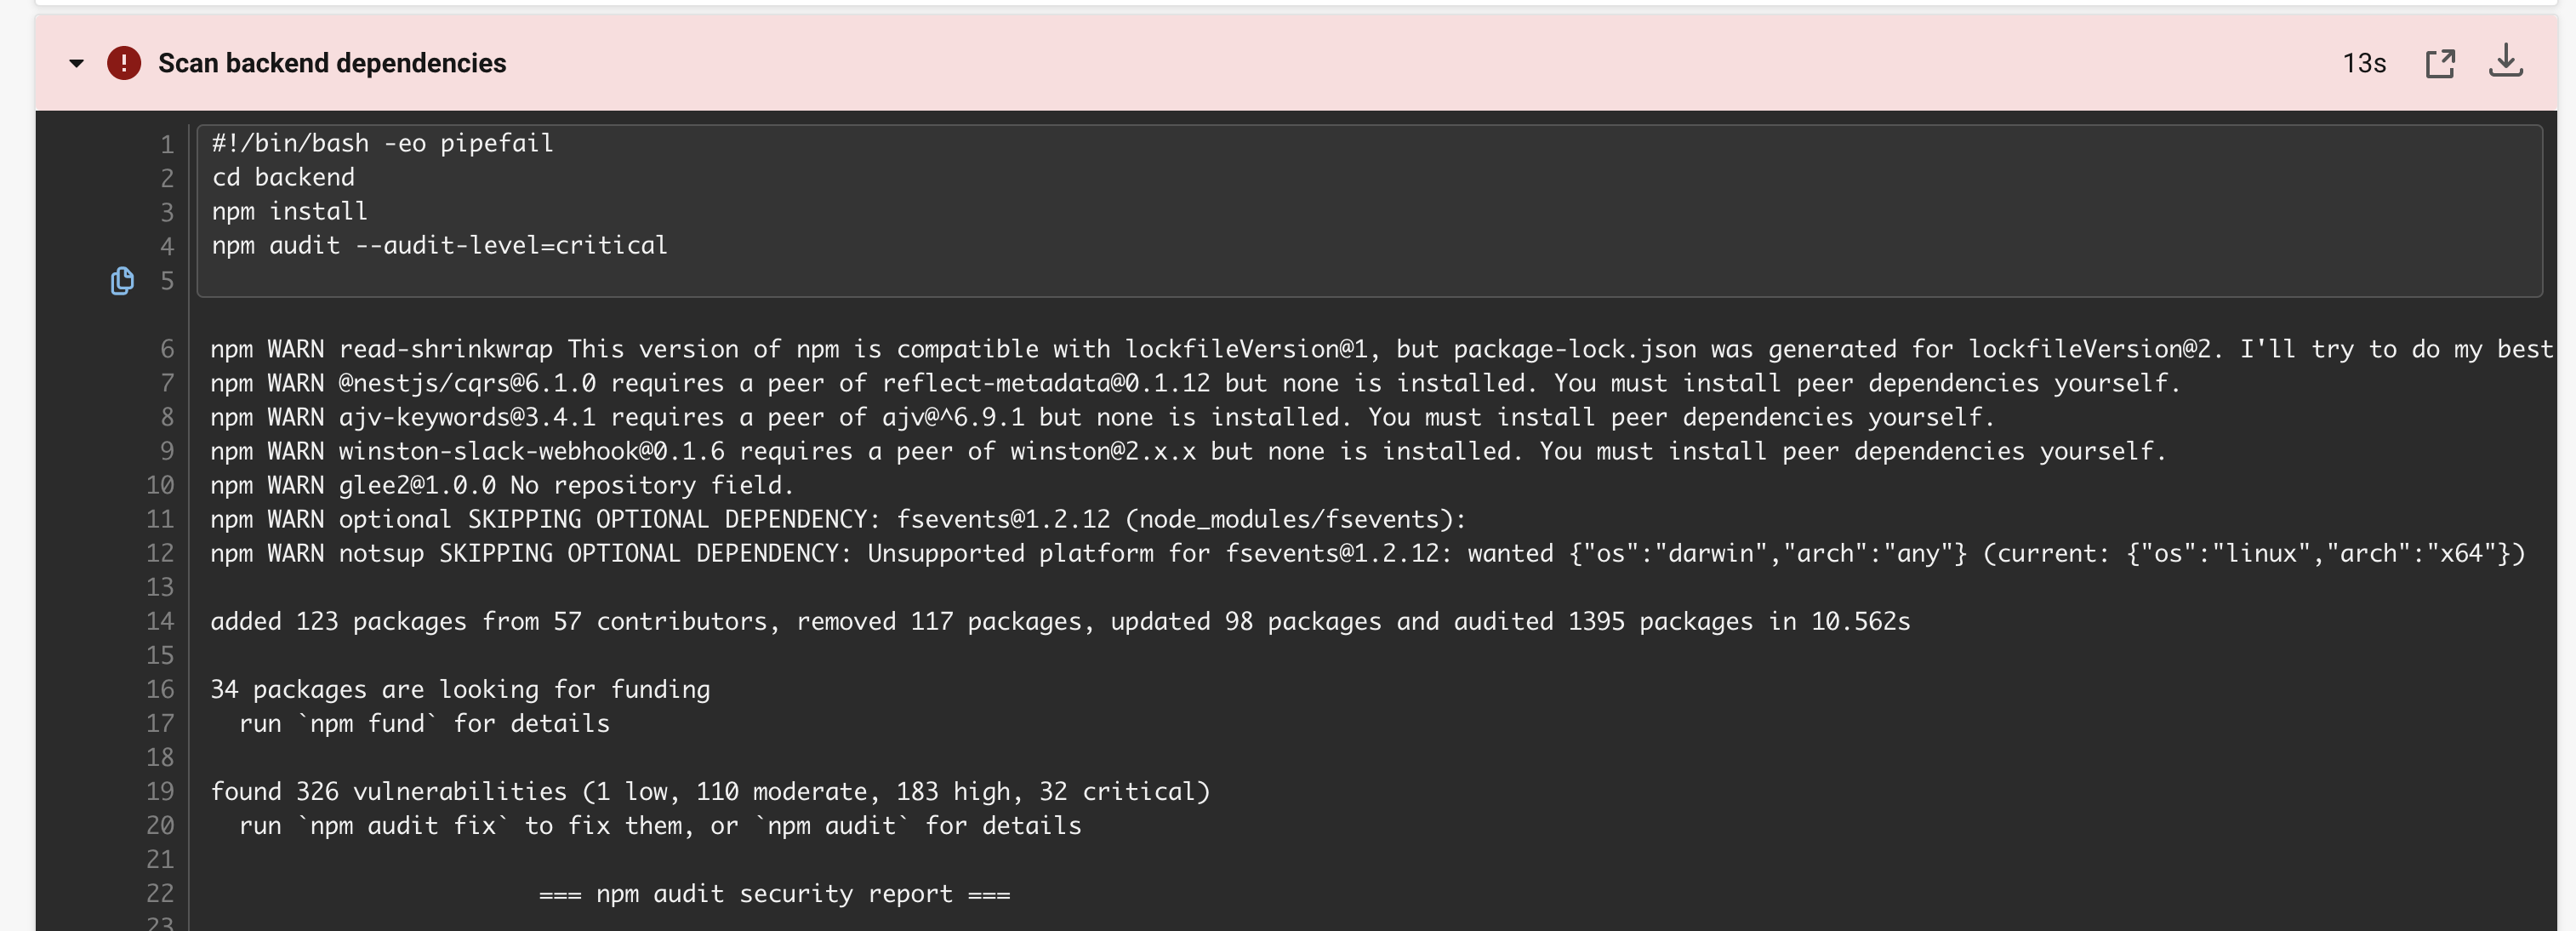 Scan backend dependencies 13s
1 #!/bin/bash -eo pipefail
2 cd backend
3 npm install
4 npm audit --audit-level=critical
5
6 npm WARN read-shrinkwrap This version of npm is compatible with lockfileVersion@1, but package-lock.json was generated for lockfileVersion@2. I'll try to do my best
7 npm WARN @nestjs/cqrs@6.1.0 requires a peer of reflect-metadata@0.1.12 but none is installed. You must install peer dependencies yourself.
8 npm WARN ajv-keywords@3.4.1 requires a peer of ajv@^6.9.1 but none is installed. You must install peer dependencies yourself.
9 npm WARN winston-slack-webhook@0.1.6 requires a peer of winston@2.x.x but none is installed. You must install peer dependencies yourself.
10 npm WARN glee2@1.0.0 No repository field.
11 npm WARN optional SKIPPING OPTIONAL DEPENDENCY: fsevents@1.2.12 (node_modules/fsevents):
12 npm WARN notsup SKIPPING OPTIONAL DEPENDENCY: Unsupported platform for fsevents@1.2.12: wanted {"os":"darwin","arch":"any"} (current: {"os":"linux","arch":"x64"})
13
14 added 123 packages from 57 contributors, removed 117 packages, updated 98 packages and audited 1395 packages in 10.562s
15
16 34 packages are looking for funding
17 run `npm fund` for details
18
19 found 326 vulnerabilities (1 low, 110 moderate, 183 high, 32 critical)
20 run `npm audit fix` to fix them, or `npm audit` for details
21
22 === npm audit security report ===
23